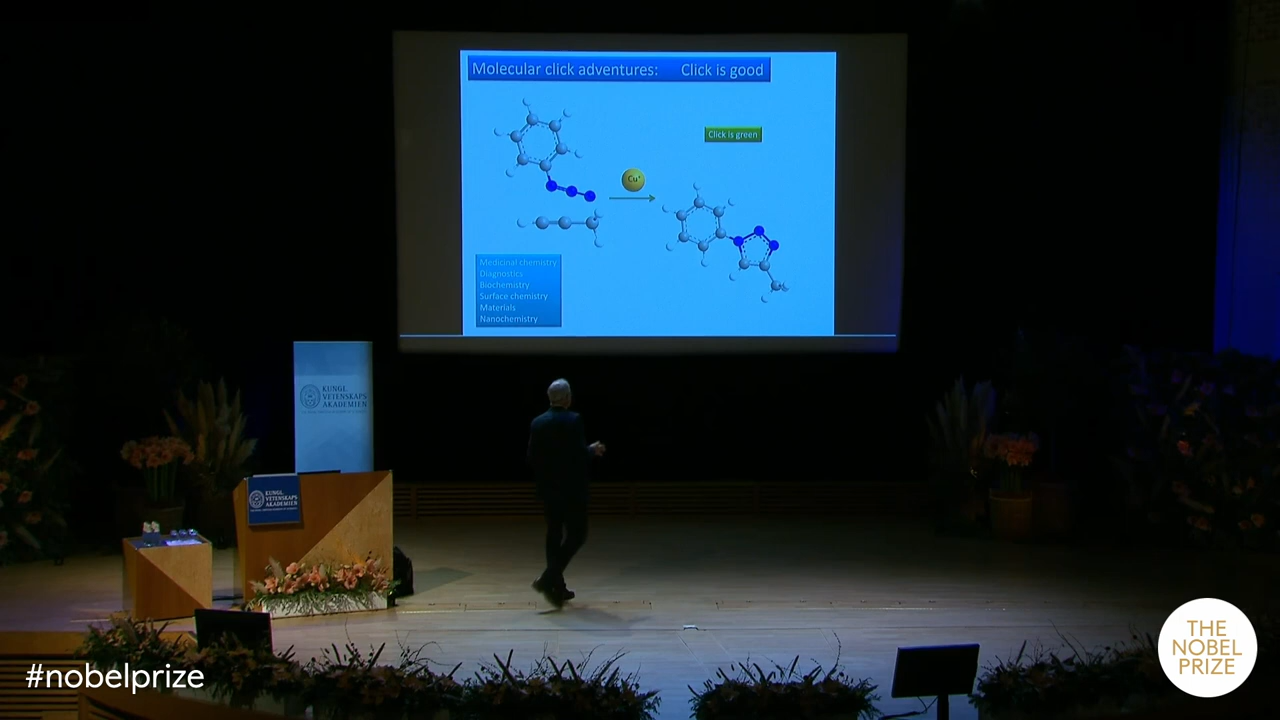 Molecular click adventures: Click is good
Click is green
Cu⁺
Medicinal chemistry
Diagnostics
Biochemistry
Surface chemistry
Materials
Nanochemistry
KUNGL.
VETENSKAPS
AKADEMIEN
KUNGL.
VETENSKAPS
AKADEMIEN
#nobelprize
THE
NOBEL
PRIZE